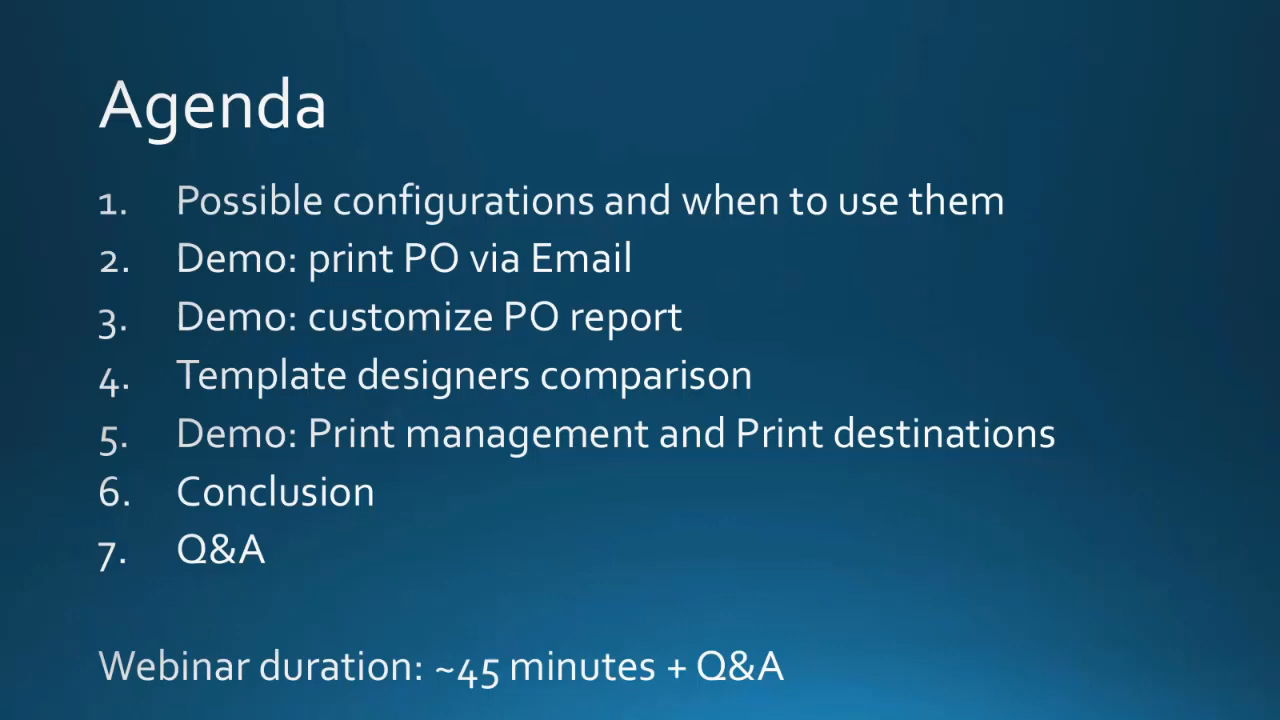 Agenda
1. Possible configurations and when to use them
2. Demo: print PO via Email
3. Demo: customize PO report
4. Template designers comparison
5. Demo: Print management and Print destinations
6. Conclusion
7. Q&A
Webinar duration: ~45 minutes + Q&A